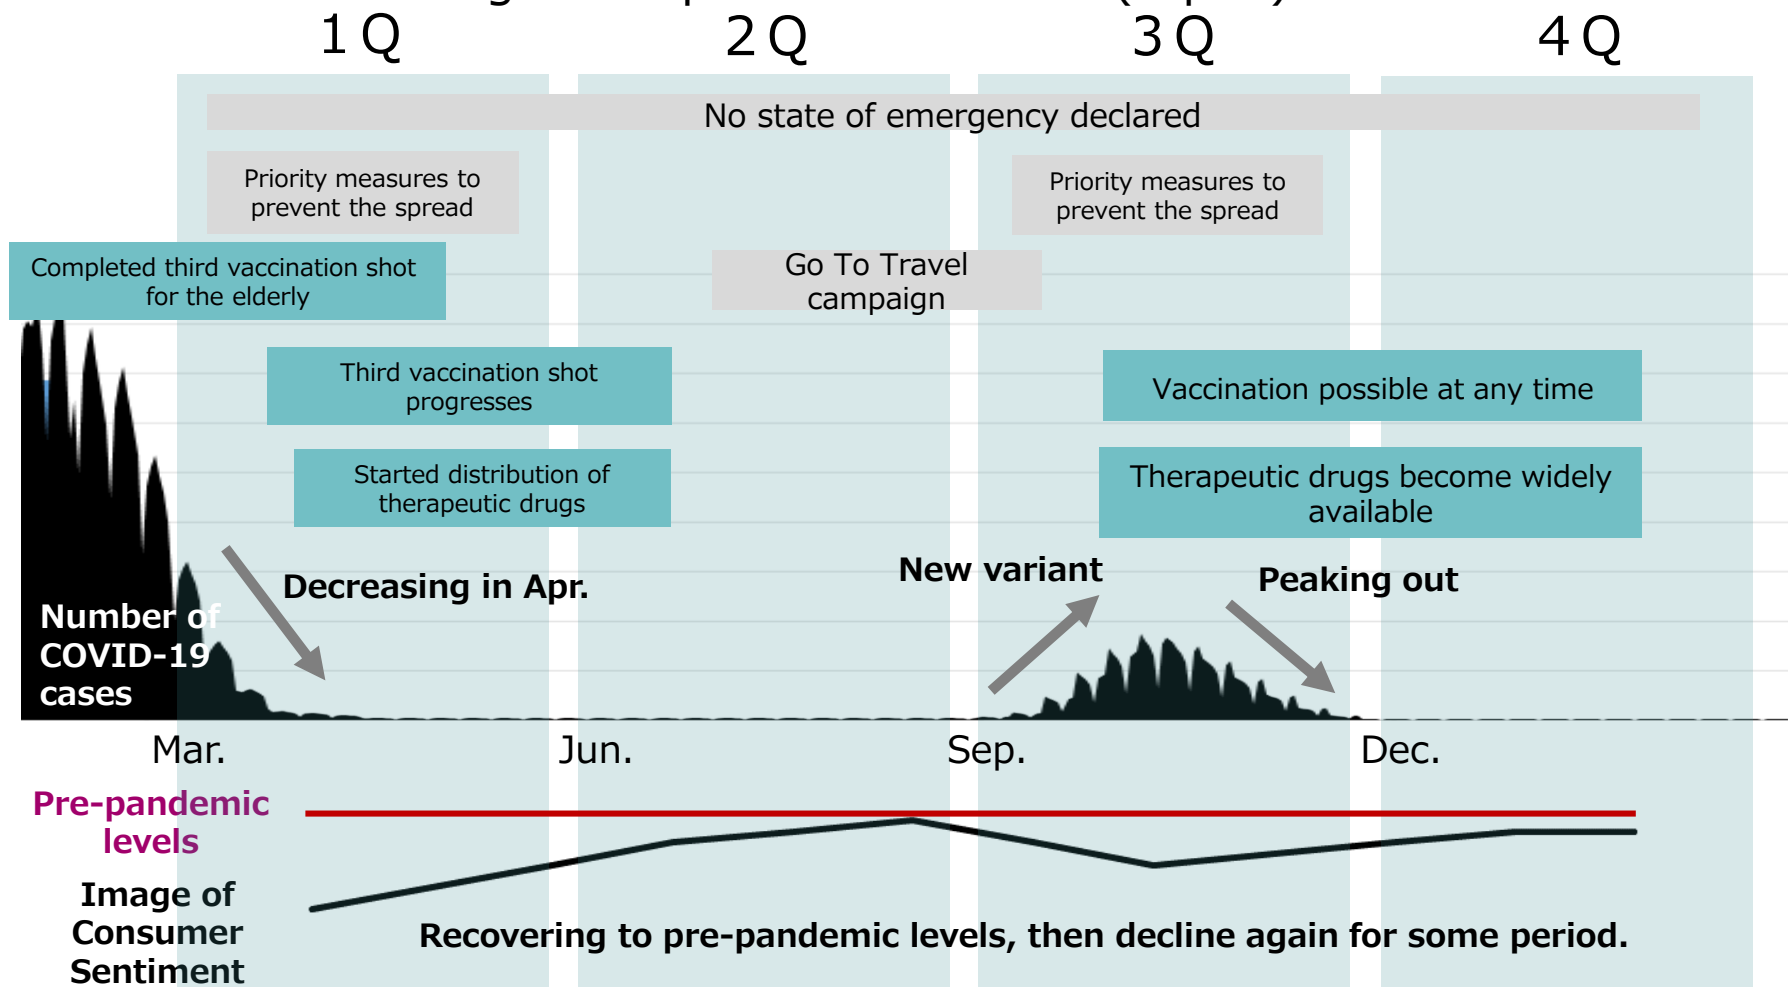 1Q 2Q 3Q 4Q
No state of emergency declared
Priority measures to
prevent the spread
Priority measures to
prevent the spread
Completed third vaccination shot
for the elderly
Go To Travel
campaign
Third vaccination shot
progresses
Vaccination possible at any time
Started distribution of
therapeutic drugs
Therapeutic drugs become widely
available
Decreasing in Apr.
New variant
Peaking out
Number of
COVID-19
cases
Mar. Jun. Sep. Dec.
Pre-pandemic
levels
Image of
Consumer
Sentiment
Recovering to pre-pandemic levels, then decline again for some period.